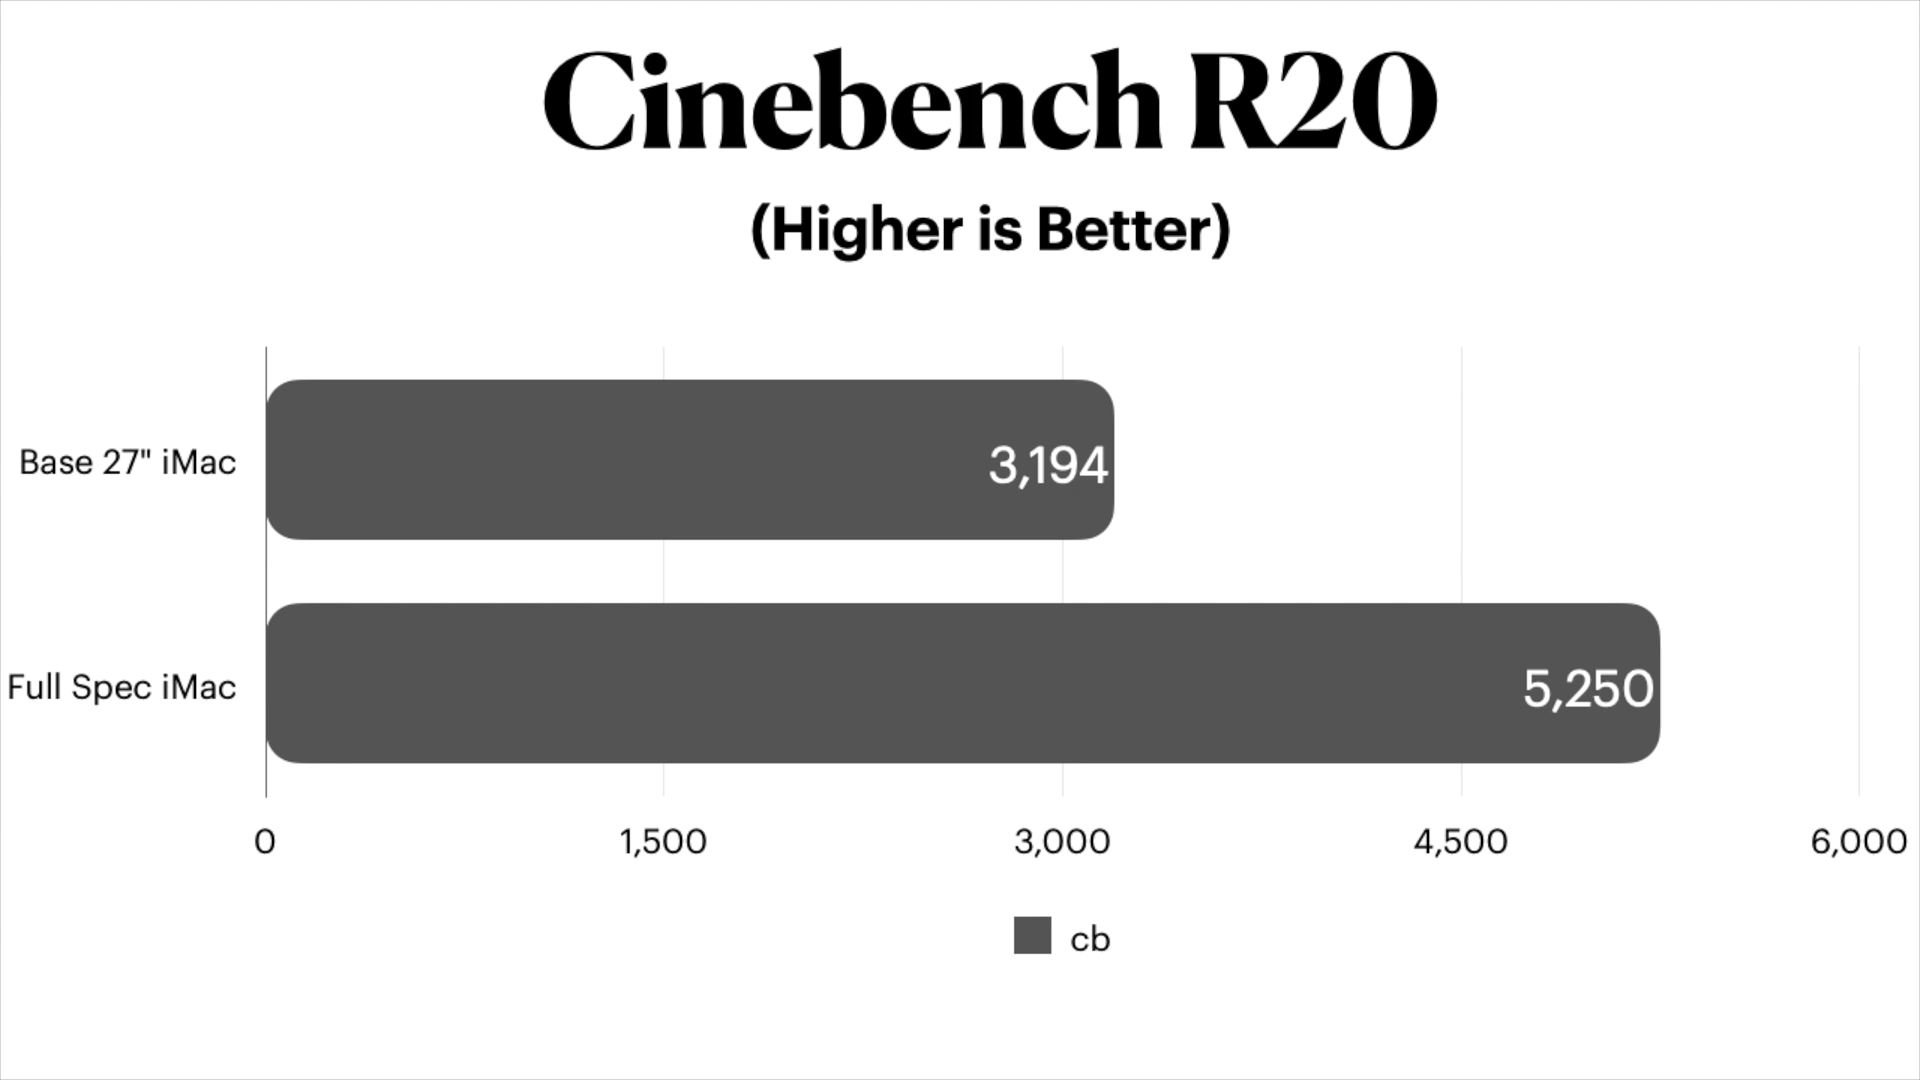 Cinebench R20
(Higher is Better)
Base 27" iMac
3,194
Full Spec iMac
5,250
0 1,500 3,000 4,500 6,000
cb